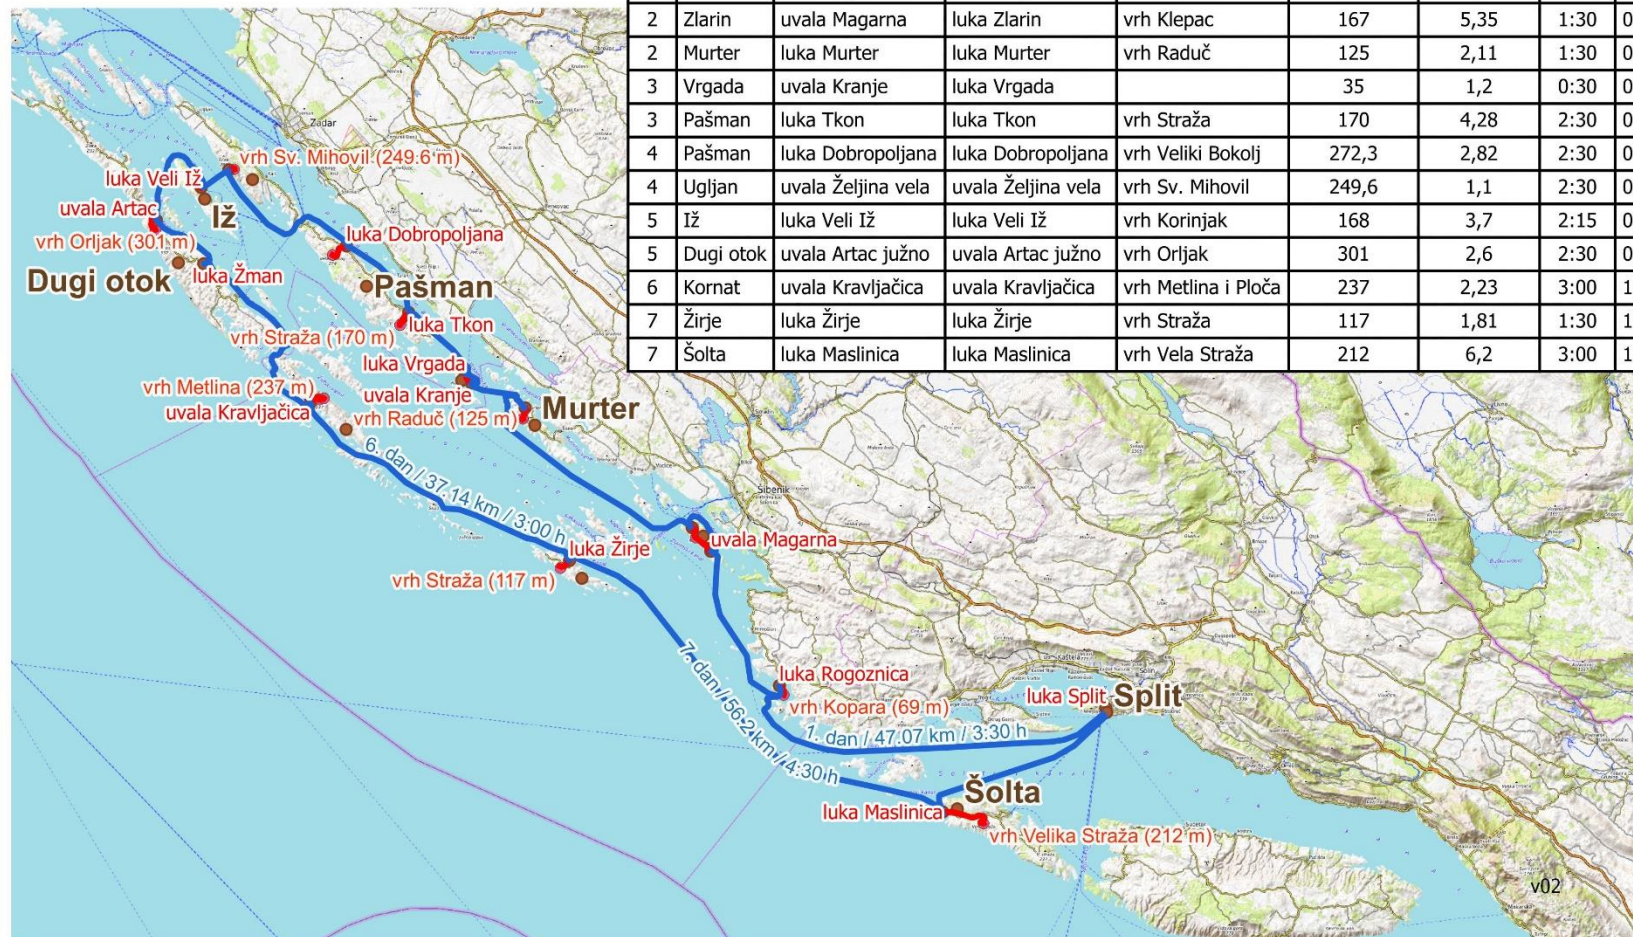 2 Zlarin uvala Magarna luka Zlarin vrh Klepac 167 5,35 1:30 0
2 Murter luka Murter luka Murter vrh Raduč 125 2,11 1:30 0
3 Vrgada uvala Kranje luka Vrgada 35 1,2 0:30 0
3 Pašman luka Tkon luka Tkon vrh Straža 170 4,28 2:30 0
4 Pašman luka Dobropoljana luka Dobropoljana vrh Veliki Bokolj 272,3 2,82 2:30 0
4 Ugljan uvala Željina vela uvala Željina vela vrh Sv. Mihovil 249,6 1,1 2:30 0
5 Iž luka Veli Iž luka Veli Iž vrh Korinjak 168 3,7 2:15 0
5 Dugi otok uvala Artac južno uvala Artac južno vrh Orljak 301 2,6 2:30 0
6 Kornat uvala Kravljačica uvala Kravljačica vrh Metlina i Ploča 237 2,23 3:00 1
7 Žirje luka Žirje luka Žirje vrh Straža 117 1,81 1:30 1
7 Šolta luka Maslinica luka Maslinica vrh Vela Straža 212 6,2 3:00 1
Zadar
vrh Sv. Mihovil (249.6 m)
luka Veli Iž
uvala Artac
Iž
vrh Orljak (301 m)
luka Dobropoljana
Dugi otok
luka Žman
Pašman
luka Tkon
vrh Straža (170 m)
luka Vrgada
vrh Metlina (237 m)
uvala Kranje
uvala Kravljačica
vrh Raduč (125 m)
Murter
6. dan / 37.14 km / 3:00 h
Šibenik
uvala Magarna
luka Žirje
vrh Straža (117 m)
7. dan / 56.2 km / 4:30 h
luka Rogoznica
vrh Kopara (69 m)
luka Split
Split
1. dan / 47.07 km / 3:30 h
Šolta
luka Maslinica
vrh Velika Straža (212 m)
v02